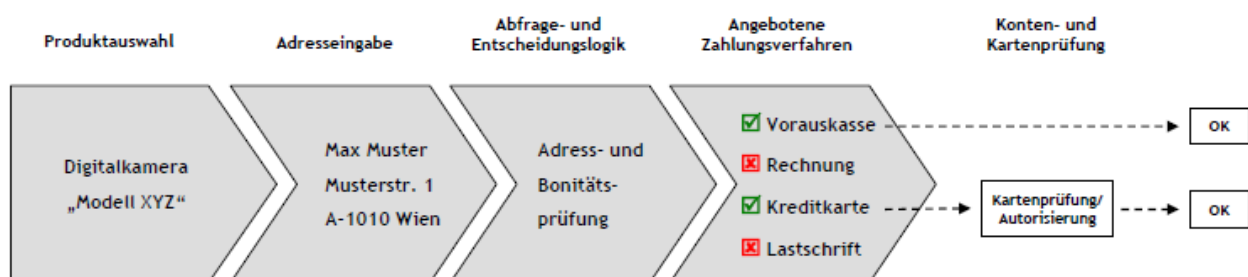 Produktauswahl
Adresseingabe
Abfrage- und
Entscheidungslogik
Angebotene
Zahlungsverfahren
Konten- und
Kartenprüfung
Digitalkamera
„Modell XYZ“
Max Muster
Musterstr. 1
A-1010 Wien
Adress- und
Bonitäts-
prüfung
Vorauskasse
Rechnung
Kreditkarte
Lastschrift
OK
Kartenprüfung/
Autorisierung
OK